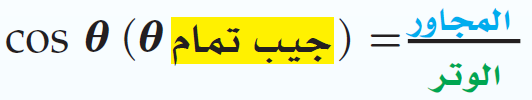 cos θ (θ جيب تمام) = المجاور / الوتر